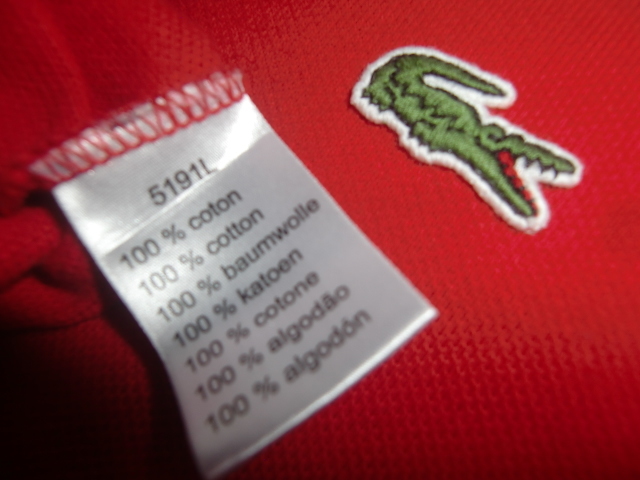 5191L
100 % coton
100 % cotton
100 % baumwolle
100 % katoen
100 % cotone
100 % algodão
100 % algodón